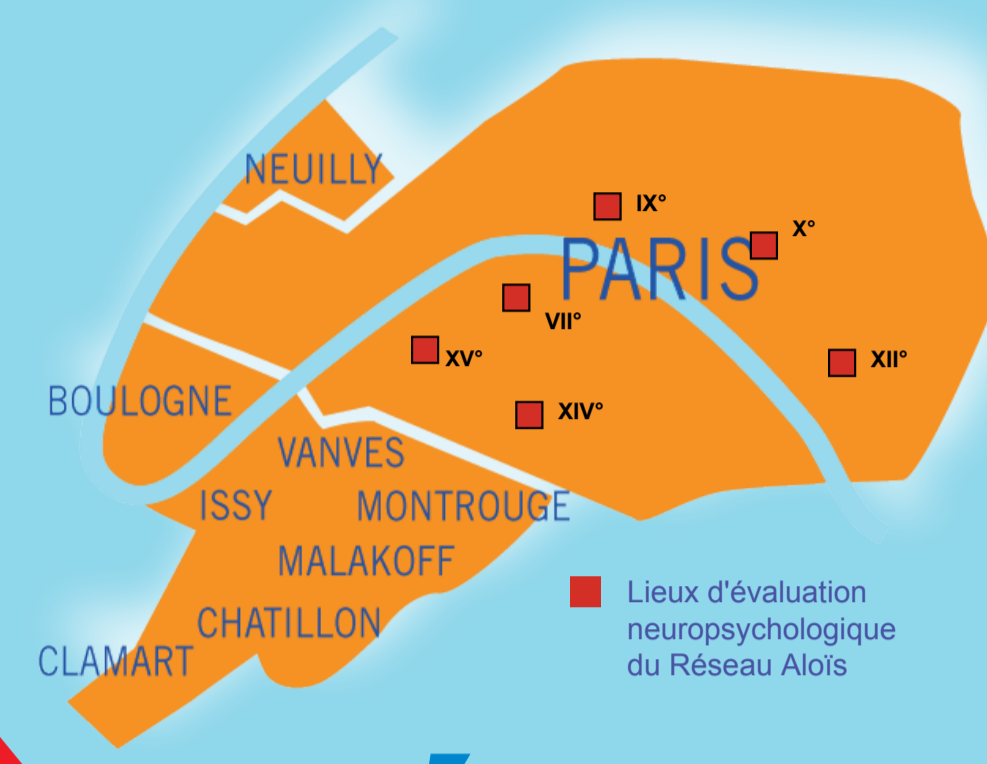 NEUILLY
IX°
X°
PARIS
VII°
XV°
XII°
BOULOGNE
XIV°
VANVES
ISSY
MONTROUGE
MALAKOFF
CHATILLON
CLAMART
Lieux d'évaluation
neuropsychologique
du Réseau Aloïs